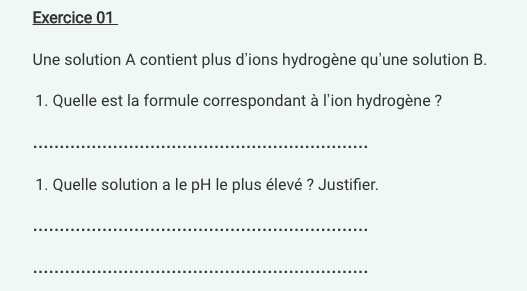 Exercice 01
Une solution A contient plus d'ions hydrogène qu'une solution B.
1. Quelle est la formule correspondant à l'ion hydrogène ?
................................................................
1. Quelle solution a le pH le plus élevé ? Justifier.
................................................................
................................................................